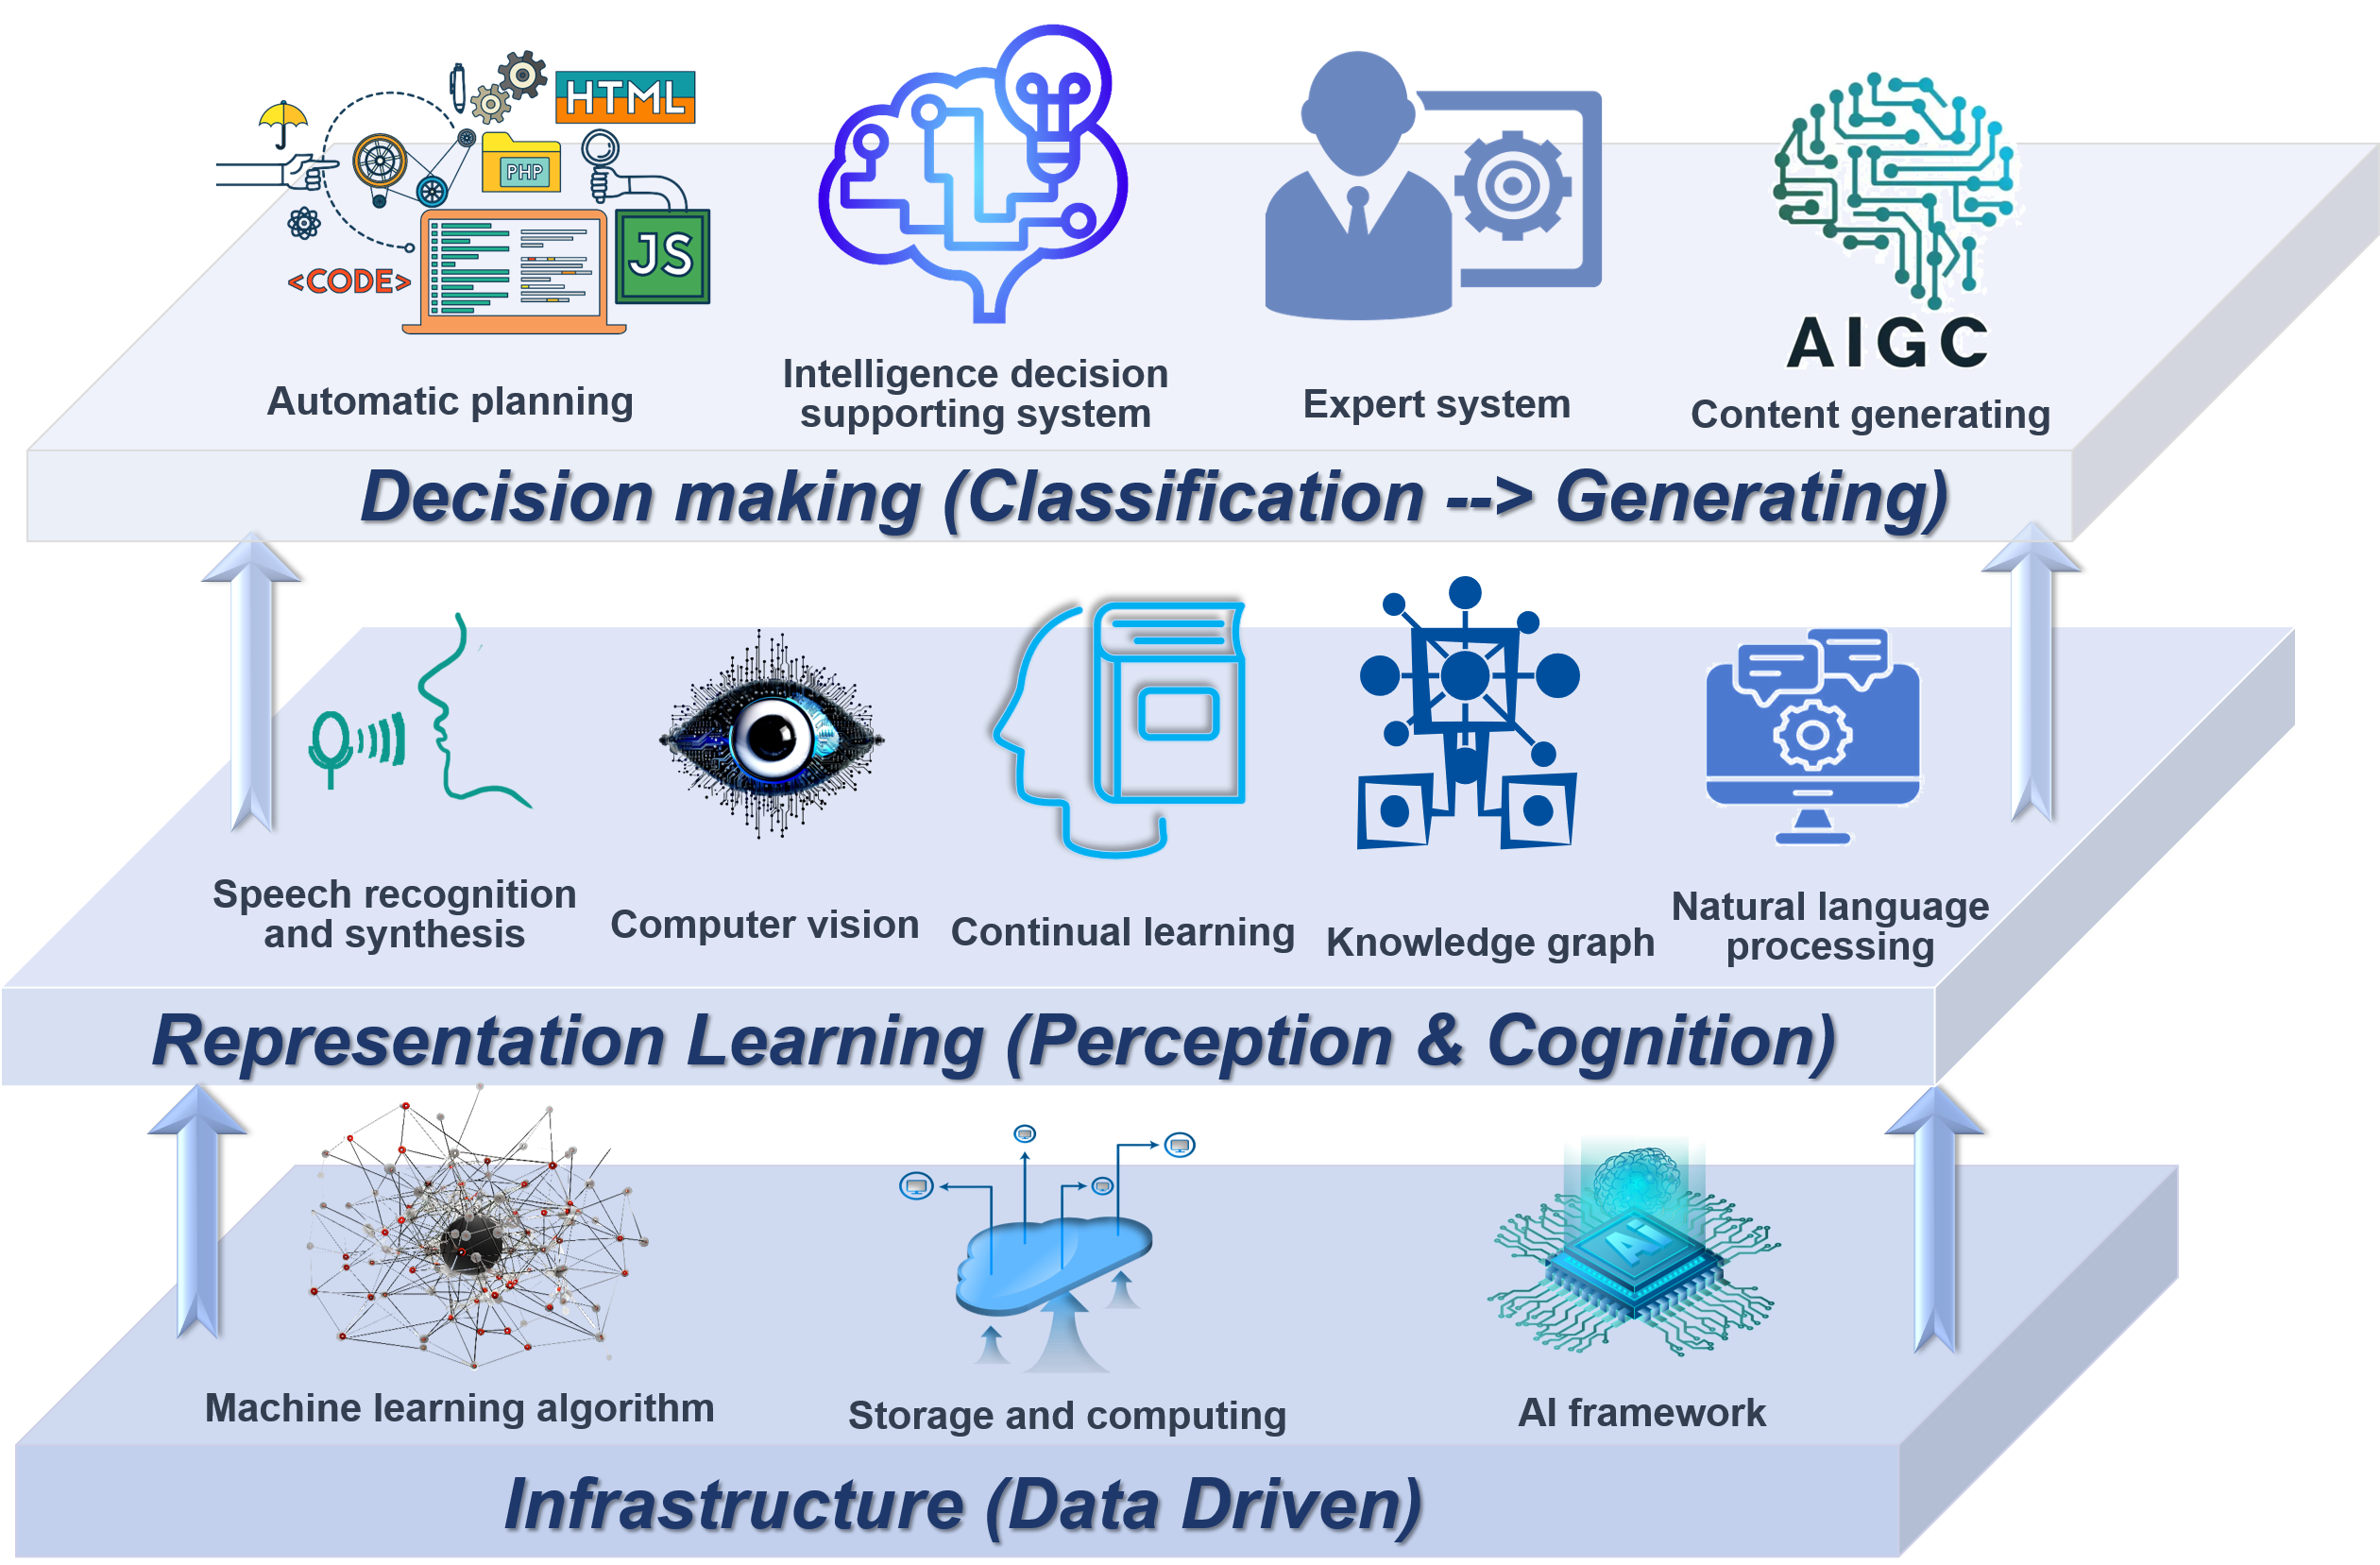 HTML
PHP
JS
<CODE>
AIGC
Automatic planning
Intelligence decision
supporting system
Expert system
Content generating
Decision making (Classification --> Generating)
Speech recognition
and synthesis
Computer vision
Continual learning
Knowledge graph
Natural language
processing
Representation Learning (Perception & Cognition)
Ai
Machine learning algorithm
Storage and computing
AI framework
Infrastructure (Data Driven)